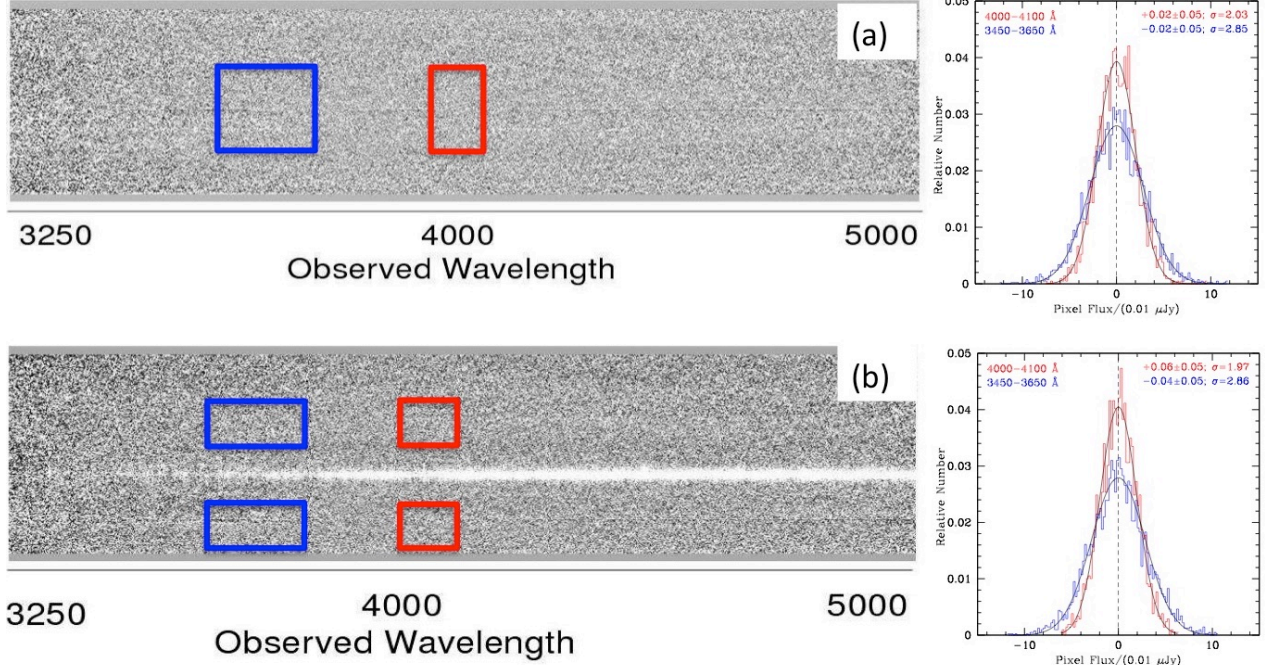 (a)
3250 4000 5000
Observed Wavelength
0.05
4000−4100 Å +0.02±0.05; σ=2.03
3450−3650 Å −0.02±0.05; σ=2.85
0.04
0.03
0.02
0.01
0
Relative Number
−10 0 10
Pixel Flux/(0.01 μJy)
(b)
3250 4000 5000
Observed Wavelength
0.05
4000−4100 Å +0.06±0.05; σ=1.97
3450−3650 Å −0.04±0.05; σ=2.86
0.04
0.03
0.02
0.01
0
Relative Number
−10 0 10
Pixel Flux/(0.01 μJy)